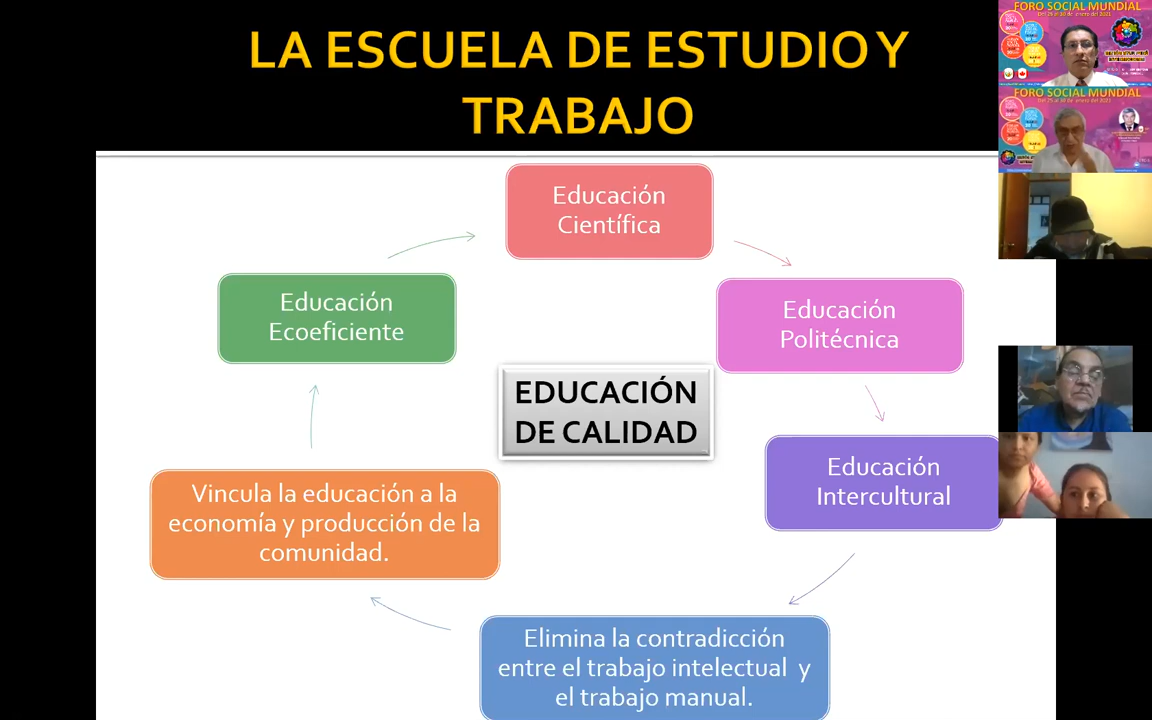 LA ESCUELA DE ESTUDIO Y
TRABAJO
Educación
Científica
Educación
Politécnica
Educación
Intercultural
Elimina la contradicción
entre el trabajo intelectual y
el trabajo manual.
Vincula la educación a la
economía y producción de la
comunidad.
Educación
Ecoeficiente
EDUCACIÓN
DE CALIDAD
FORO SOCIAL MUNDIAL
FORO SOCIAL MUNDIAL